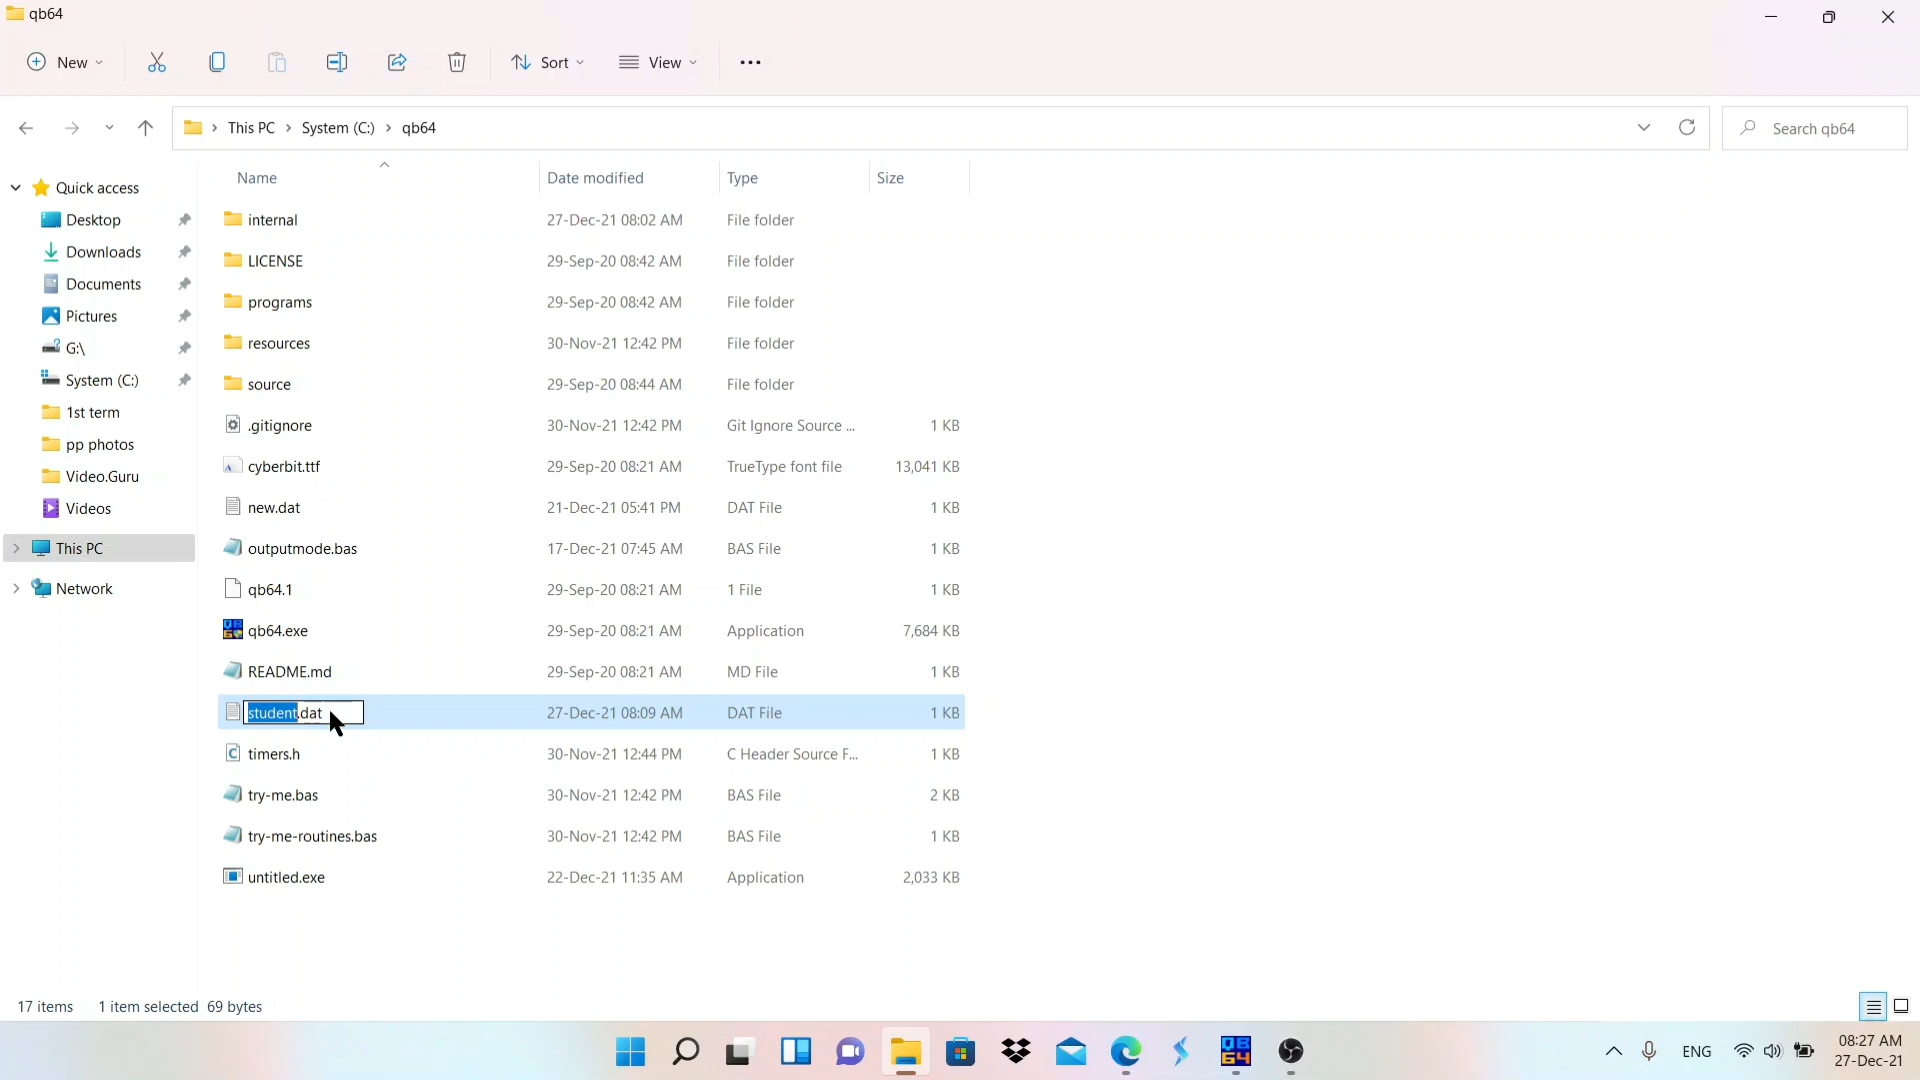 qb64
New
Sort
View
This PC
System (C:)
qb64
Search qb64
Name
Date modified
Type
Size
Quick access
Desktop
Downloads
Documents
Pictures
G:\
System (C:)
1st term
pp photos
Video.Guru
Videos
This PC
Network
internal 27-Dec-21 08:02 AM File folder
LICENSE 29-Sep-20 08:42 AM File folder
programs 29-Sep-20 08:42 AM File folder
resources 30-Nov-21 12:42 PM File folder
source 29-Sep-20 08:44 AM File folder
.gitignore 30-Nov-21 12:42 PM Git Ignore Source ... 1 KB
cyberbit.ttf 29-Sep-20 08:21 AM TrueType font file 13,041 KB
new.dat 21-Dec-21 05:41 PM DAT File 1 KB
outputmode.bas 17-Dec-21 07:45 AM BAS File 1 KB
qb64.1 29-Sep-20 08:21 AM 1 File 1 KB
qb64.exe 29-Sep-20 08:21 AM Application 7,684 KB
README.md 29-Sep-20 08:21 AM MD File 1 KB
student.dat 27-Dec-21 08:09 AM DAT File 1 KB
timers.h 30-Nov-21 12:44 PM C Header Source F... 1 KB
try-me.bas 30-Nov-21 12:42 PM BAS File 2 KB
try-me-routines.bas 30-Nov-21 12:42 PM BAS File 1 KB
untitled.exe 22-Dec-21 11:35 AM Application 2,033 KB
17 items 1 item selected 69 bytes
ENG
08:27 AM
27-Dec-21